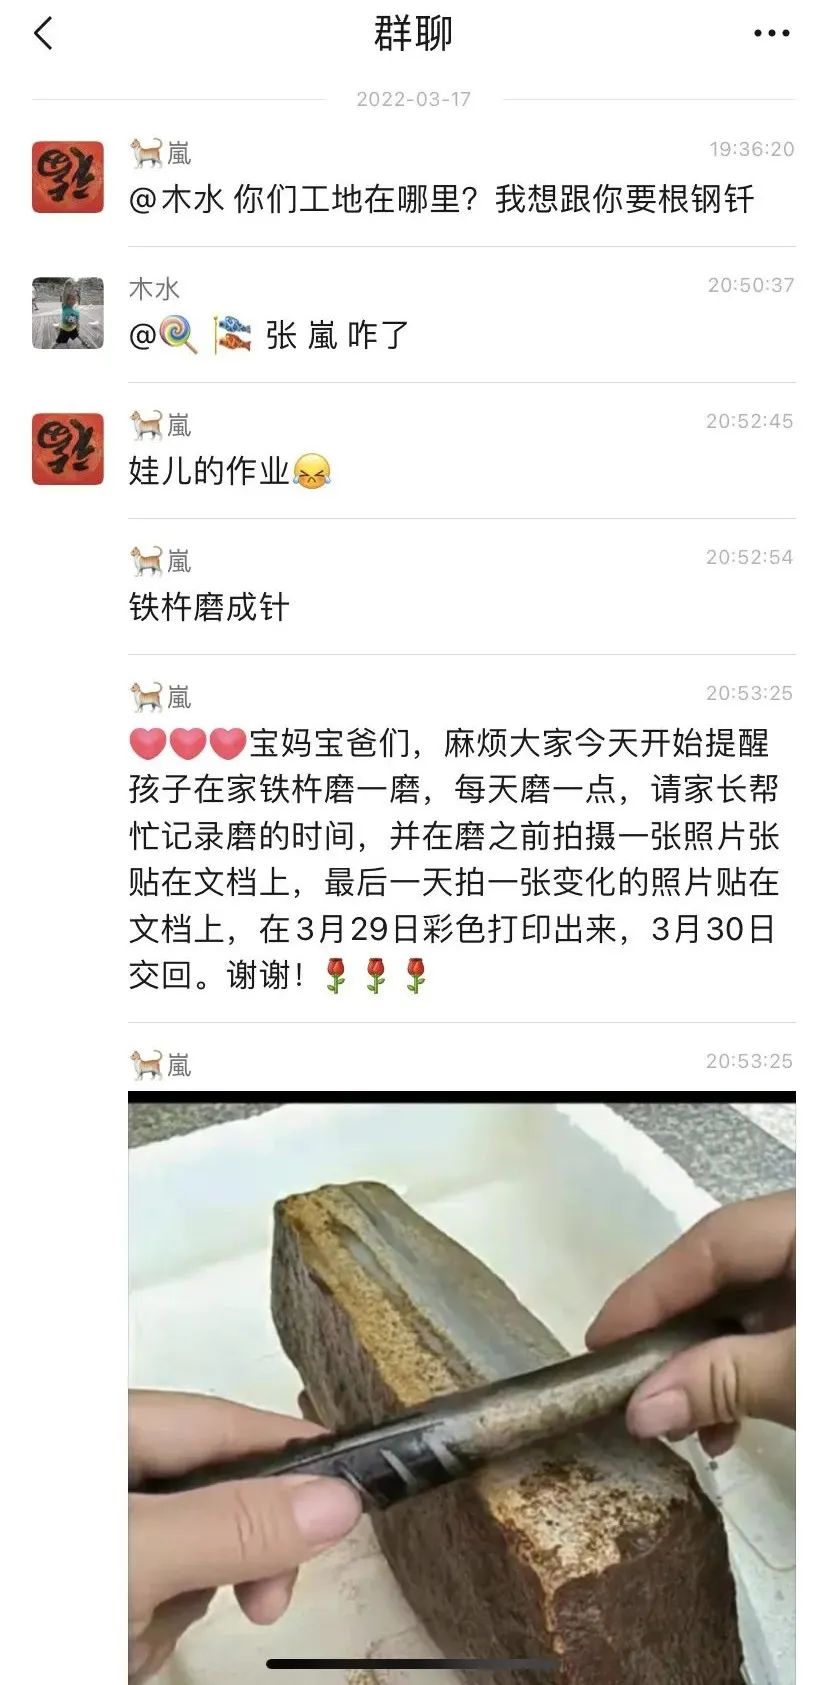 群聊
2022-03-17
🐈嵐
19:36:20
@木水 你们工地在哪里？我想跟你要根钢钎
木水
20:50:37
@🍭 🎏 张 嵐 咋了
🐈嵐
20:52:45
娃儿的作业😹
🐈嵐
20:52:54
铁杵磨成针
🐈嵐
20:53:25
❤❤❤宝妈宝爸们，麻烦大家今天开始提醒
孩子在家铁杵磨一磨，每天磨一点，请家长帮
忙记录磨的时间，并在磨之前拍摄一张照片张
贴在文档上，最后一天拍一张变化的照片贴在
文档上，在3月29日彩色打印出来，3月30日
交回。谢谢！🌹🌹🌹
🐈嵐
20:53:25